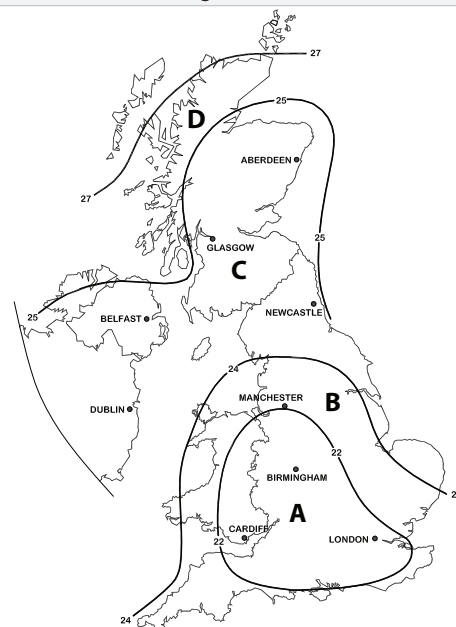 27
25
D
ABERDEEN
27
25
GLASGOW
C
NEWCASTLE
25
BELFAST
24
MANCHESTER
B
DUBLIN
22
BIRMINGHAM
A
CARDIFF
LONDON
22
24